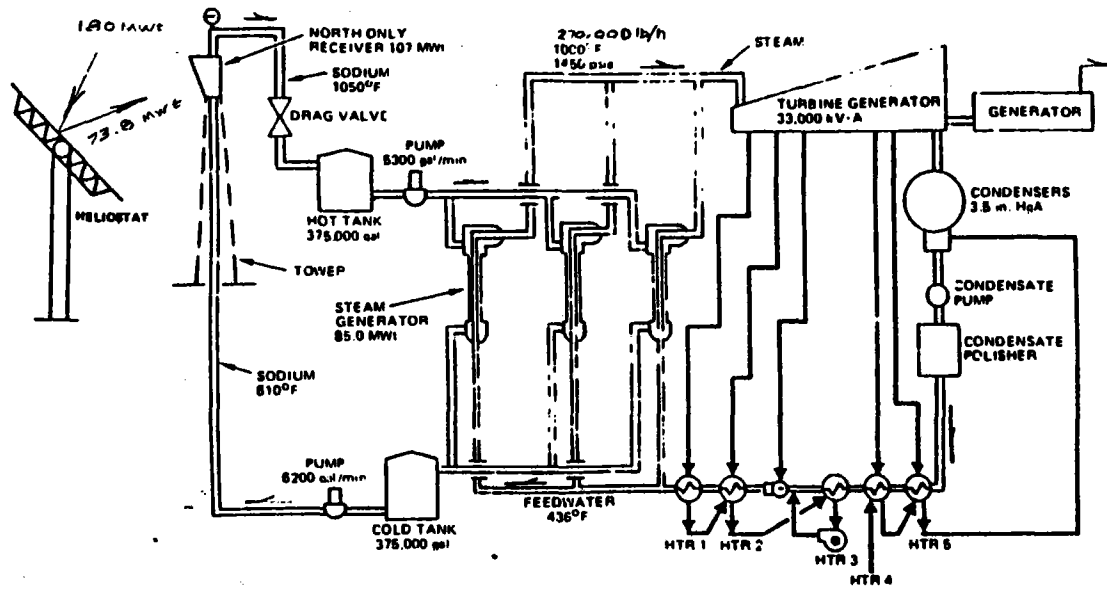 180 MWt
73.8 MWt
HELIOSTAT
NORTH ONLY
RECEIVER 107 MWt
SODIUM
1050°F
DRAG VALVE
TOWER
SODIUM
610°F
HOT TANK
375,000 gal
PUMP
5300 gal/min
STEAM
GENERATOR
85.0 MWt
PUMP
6200 gal/min
COLD TANK
375,000 gal
FEEDWATER
436°F
270,000 lb/h
1000°F
1450 psia
STEAM
TURBINE GENERATOR
33,000 kV·A
GENERATOR
CONDENSERS
3.5 in. HgA
CONDENSATE
PUMP
CONDENSATE
POLISHER
HTR 1
HTR 2
HTR 3
HTR 4
HTR 5